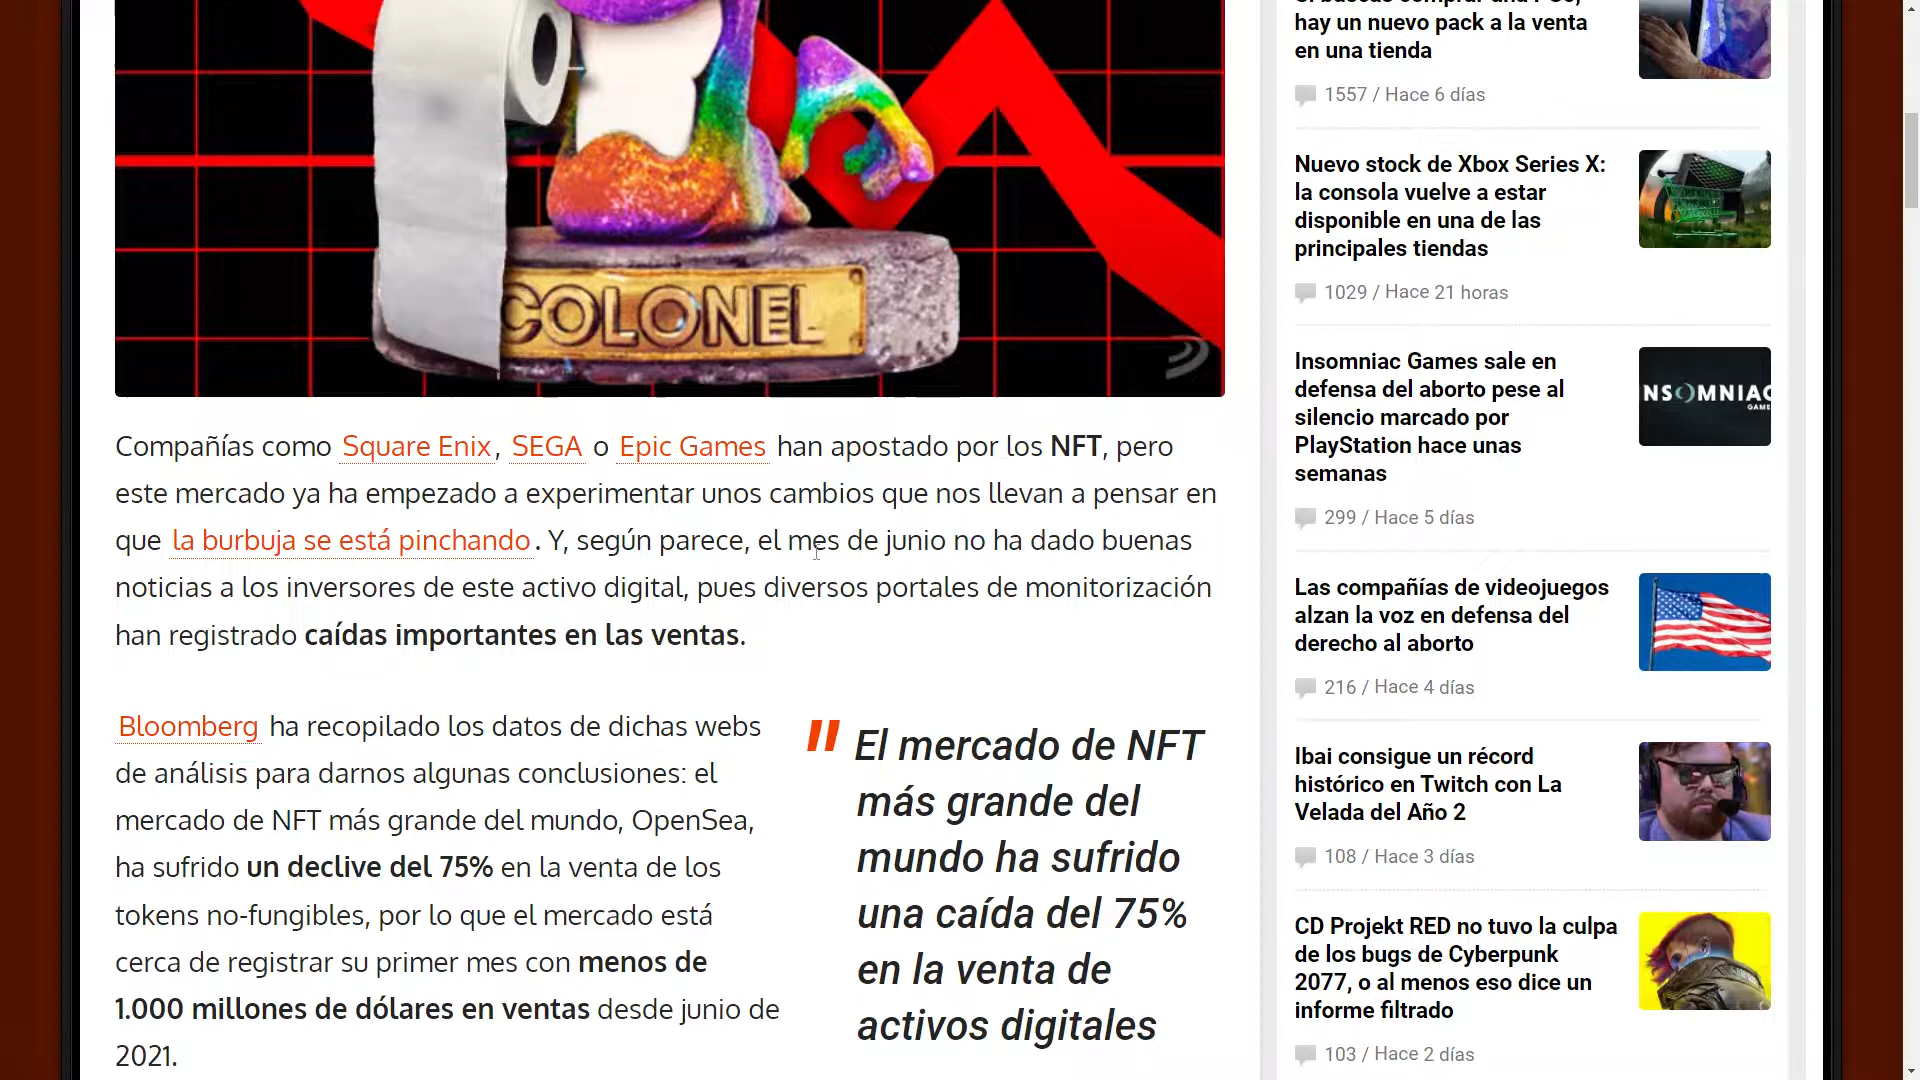 COLONEL
Compañías como Square Enix, SEGA o Epic Games han apostado por los NFT, pero
este mercado ya ha empezado a experimentar unos cambios que nos llevan a pensar en
que la burbuja se está pinchando. Y, según parece, el mes de junio no ha dado buenas
noticias a los inversores de este activo digital, pues diversos portales de monitorización
han registrado caídas importantes en las ventas.
Bloomberg ha recopilado los datos de dichas webs
de análisis para darnos algunas conclusiones: el
mercado de NFT más grande del mundo, OpenSea,
ha sufrido un declive del 75% en la venta de los
tokens no-fungibles, por lo que el mercado está
cerca de registrar su primer mes con menos de
1.000 millones de dólares en ventas desde junio de
2021.
" El mercado de NFT
más grande del
mundo ha sufrido
una caída del 75%
en la venta de
activos digitales
hay un nuevo pack a la venta
en una tienda
1557 / Hace 6 días
Nuevo stock de Xbox Series X:
la consola vuelve a estar
disponible en una de las
principales tiendas
1029 / Hace 21 horas
Insomniac Games sale en
defensa del aborto pese al
silencio marcado por
PlayStation hace unas
semanas
NSOMNIAC
GAME
299 / Hace 5 días
Las compañías de videojuegos
alzan la voz en defensa del
derecho al aborto
216 / Hace 4 días
Ibai consigue un récord
histórico en Twitch con La
Velada del Año 2
108 / Hace 3 días
CD Projekt RED no tuvo la culpa
de los bugs de Cyberpunk
2077, o al menos eso dice un
informe filtrado
103 / Hace 2 días